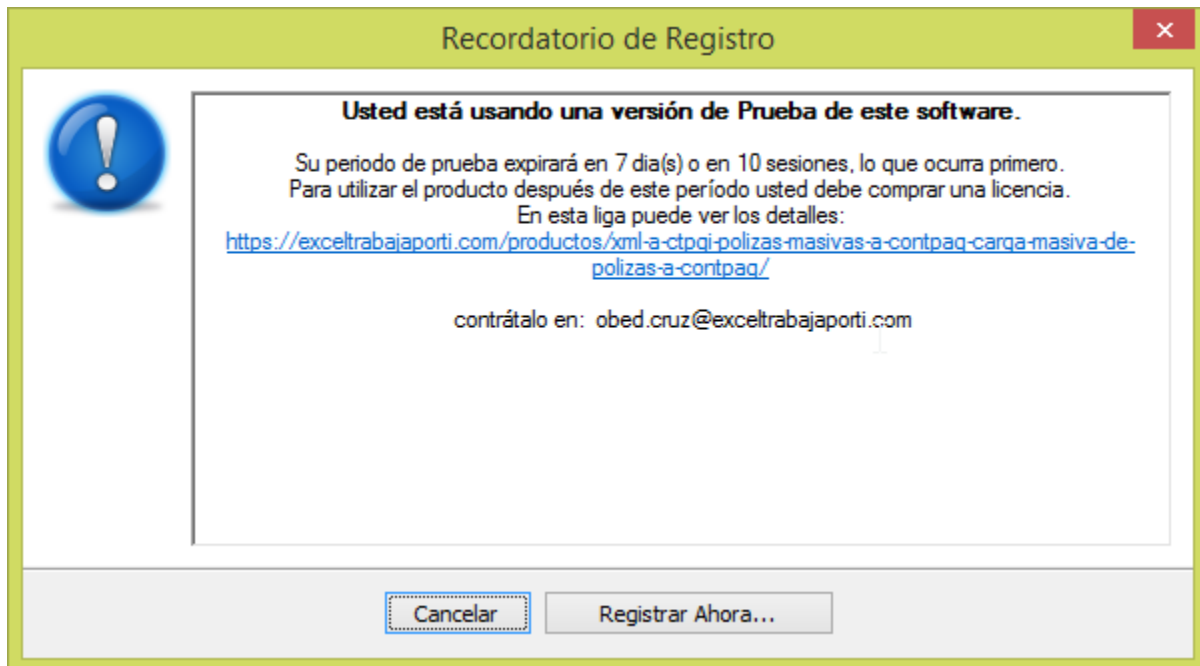 Recordatorio de Registro
Usted está usando una versión de Prueba de este software.
Su periodo de prueba expirará en 7 dia(s) o en 10 sesiones, lo que ocurra primero.
Para utilizar el producto después de este período usted debe comprar una licencia.
En esta liga puede ver los detalles:
https://exceltrabajaporti.com/productos/xml-a-ctpqi-polizas-masivas-a-contpaq-carga-masiva-de-
polizas-a-contpaq/
contrátalo en: obed.cruz@exceltrabajaporti.com
Cancelar
Registrar Ahora...